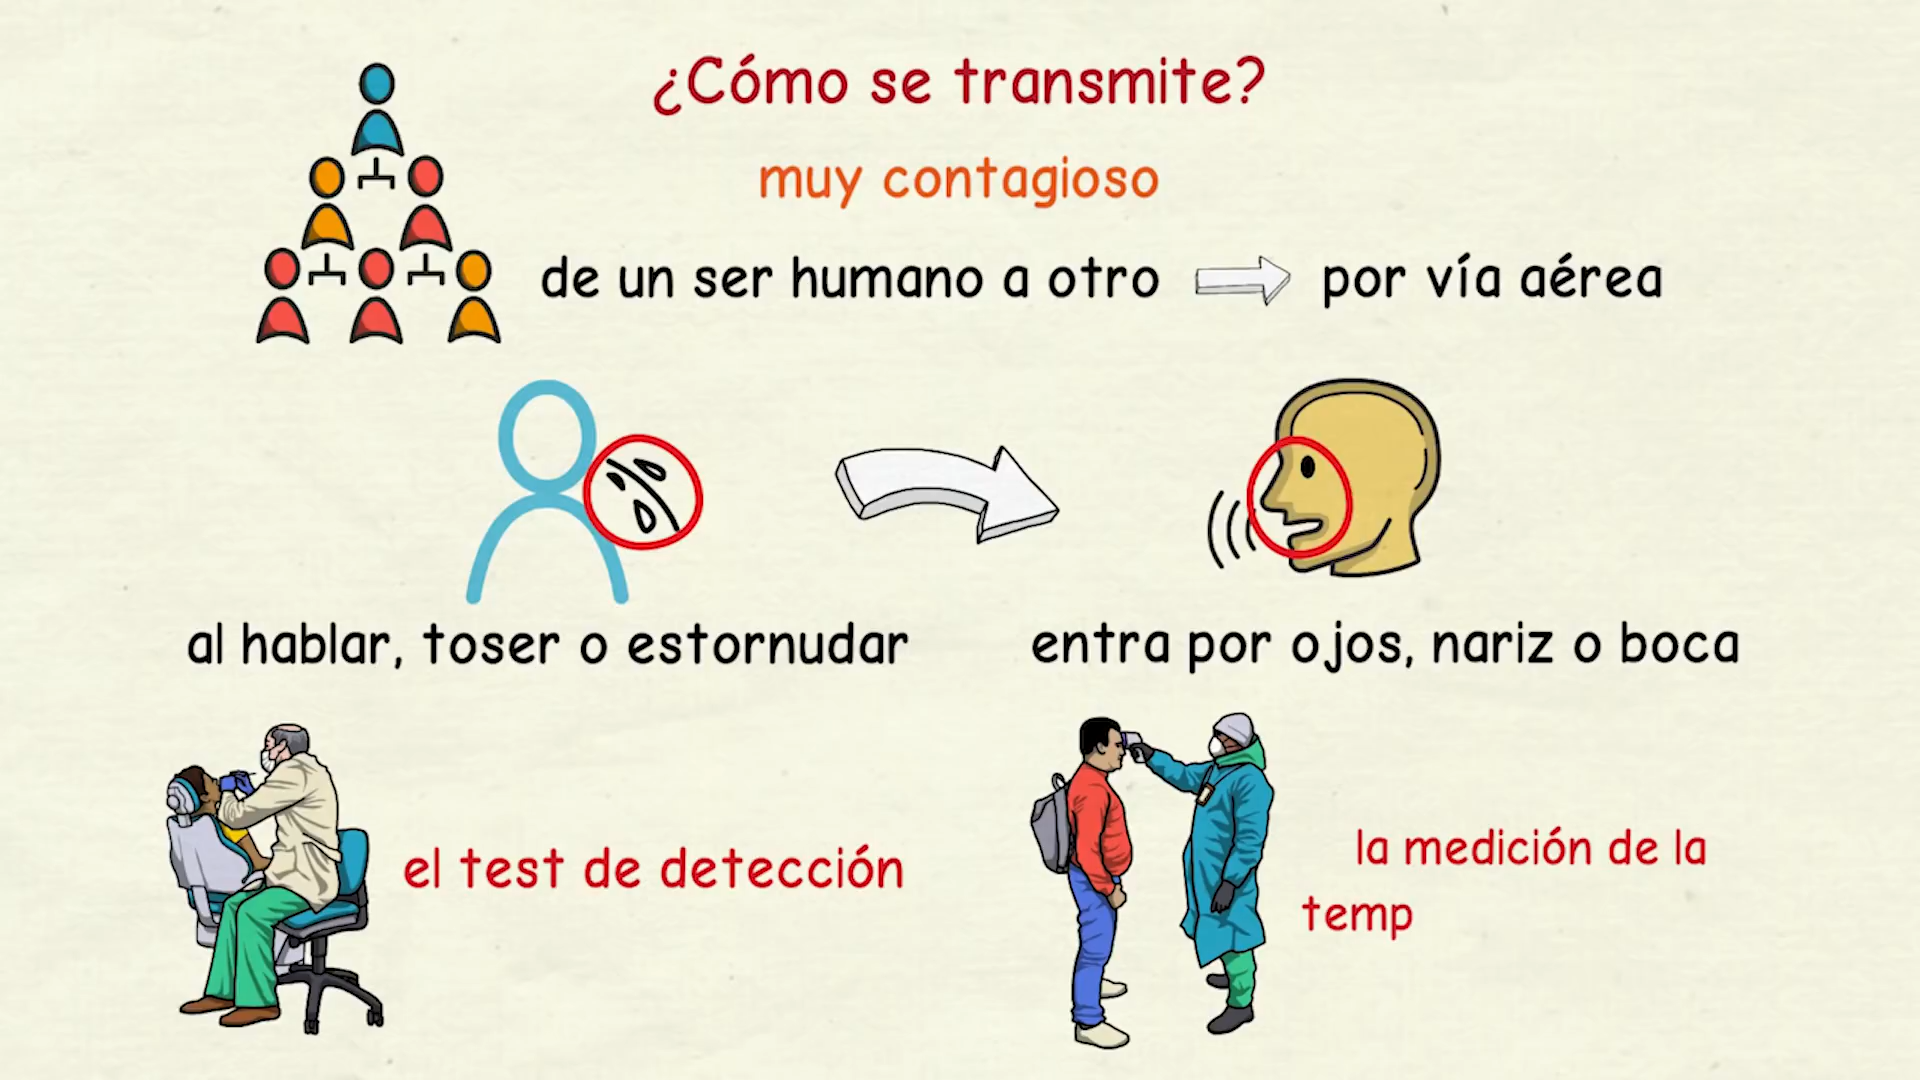 ¿Cómo se transmite?
muy contagioso
de un ser humano a otro
por vía aérea
al hablar, toser o estornudar
entra por ojos, nariz o boca
el test de detección
la medición de la
temp